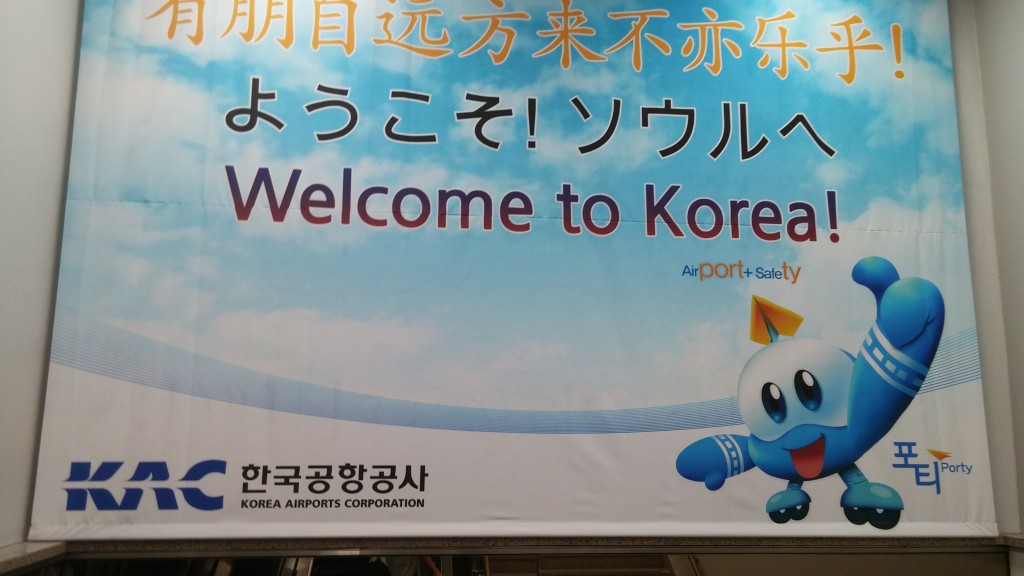 有朋自远方来不亦乐乎!
ようこそ! ソウルへ
Welcome to Korea!
Airport+ Safety
포티 Porty
KAC 한국공항공사
KOREA AIRPORTS CORPORATION